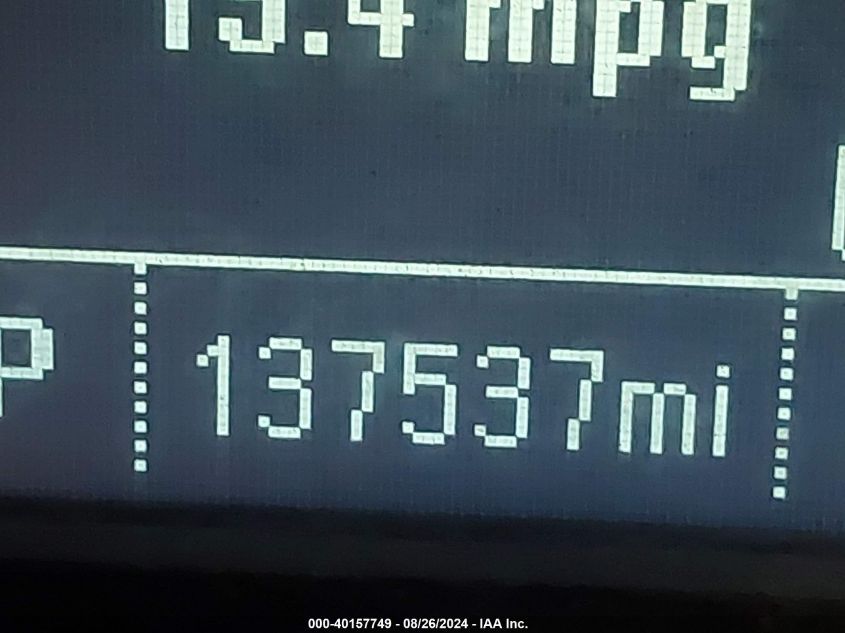 mpg
P 137537mi
000-40157749 - 08/26/2024 - IAA Inc.